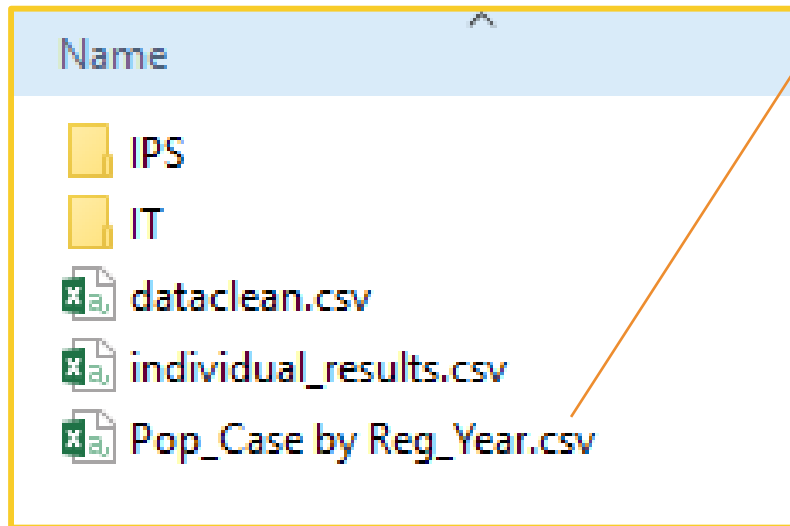 Name
IPS
IT
dataclean.csv
individual_results.csv
Pop_Case by Reg_Year.csv